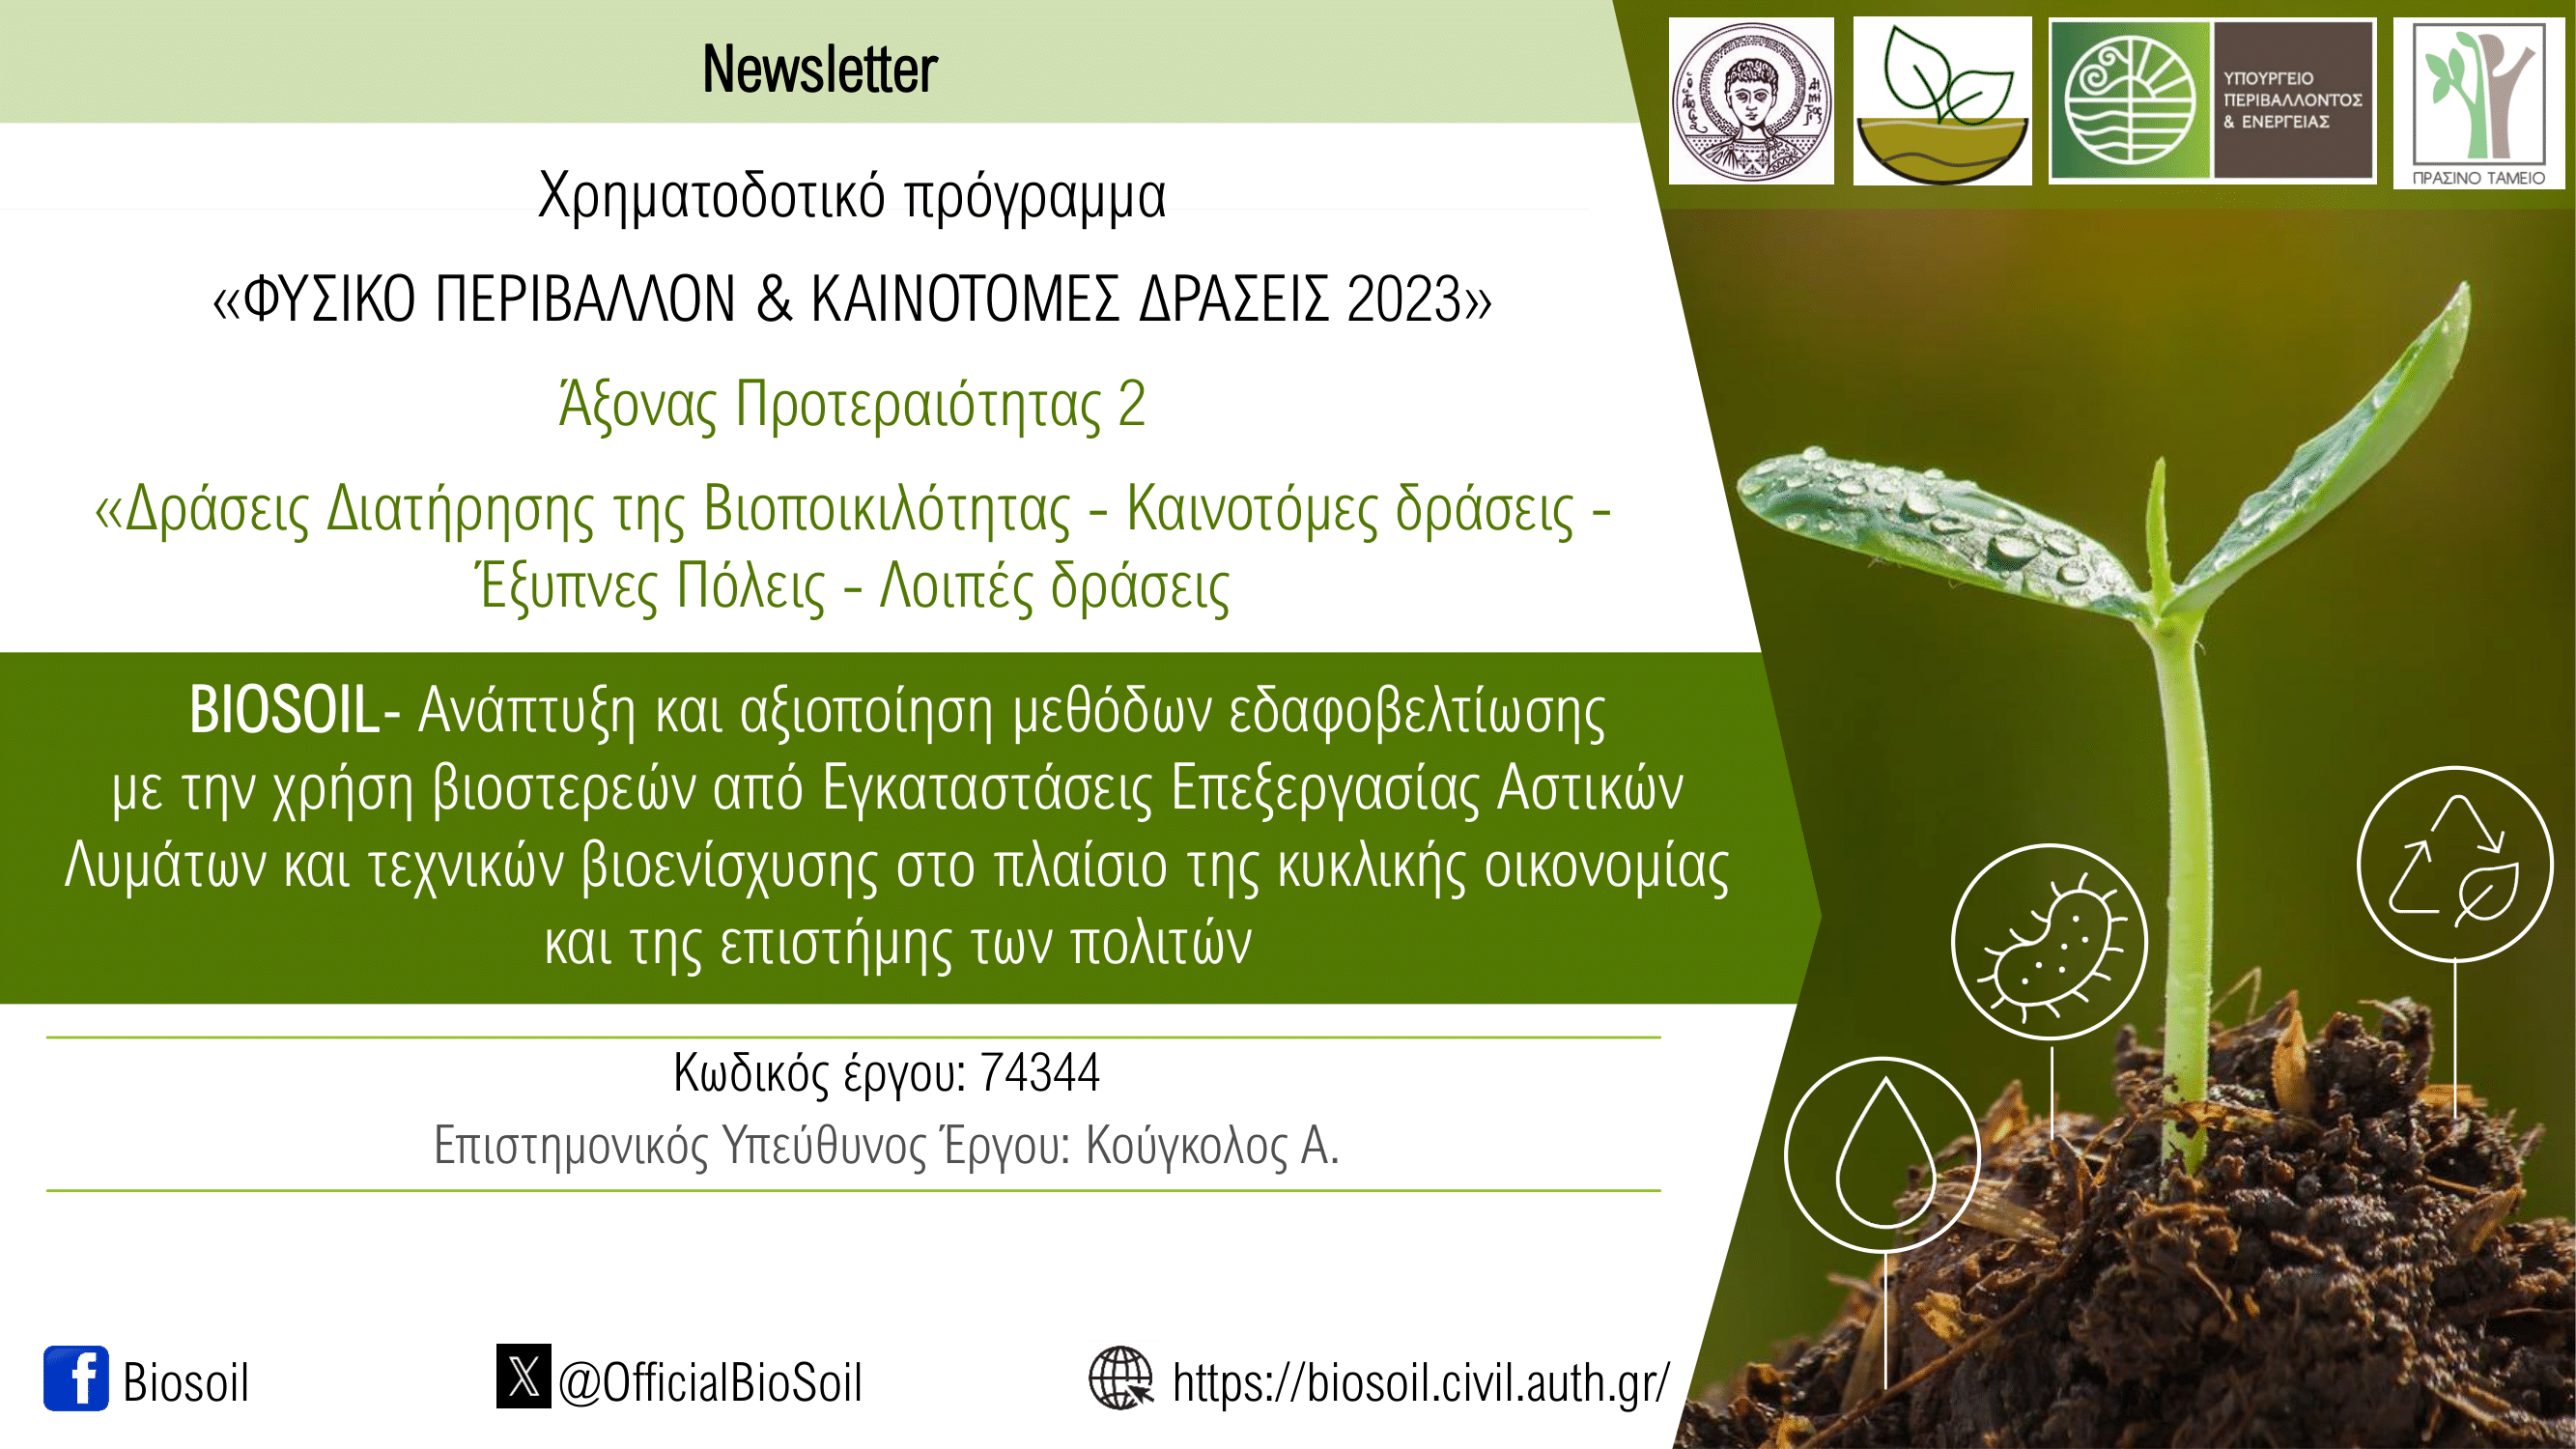 Newsletter
ΥΠΟΥΡΓΕΙΟ
ΠΕΡΙΒΑΛΛΟΝΤΟΣ
& ΕΝΕΡΓΕΙΑΣ
ΠΡΑΣΙΝΟ ΤΑΜΕΙΟ
Χρηματοδοτικό πρόγραμμα
«ΦΥΣΙΚΟ ΠΕΡΙΒΑΛΛΟΝ & ΚΑΙΝΟΤΟΜΕΣ ΔΡΑΣΕΙΣ 2023»
Άξονας Προτεραιότητας 2
«Δράσεις Διατήρησης της Βιοποικιλότητας - Καινοτόμες δράσεις -
Έξυπνες Πόλεις - Λοιπές δράσεις
BIOSOIL- Ανάπτυξη και αξιοποίηση μεθόδων εδαφοβελτίωσης
με την χρήση βιοστερεών από Εγκαταστάσεις Επεξεργασίας Αστικών
Λυμάτων και τεχνικών βιοενίσχυσης στο πλαίσιο της κυκλικής οικονομίας
και της επιστήμης των πολιτών
Κωδικός έργου: 74344
Επιστημονικός Υπεύθυνος Έργου: Κούγκολος Α.
Biosoil
@OfficialBioSoil
https://biosoil.civil.auth.gr/